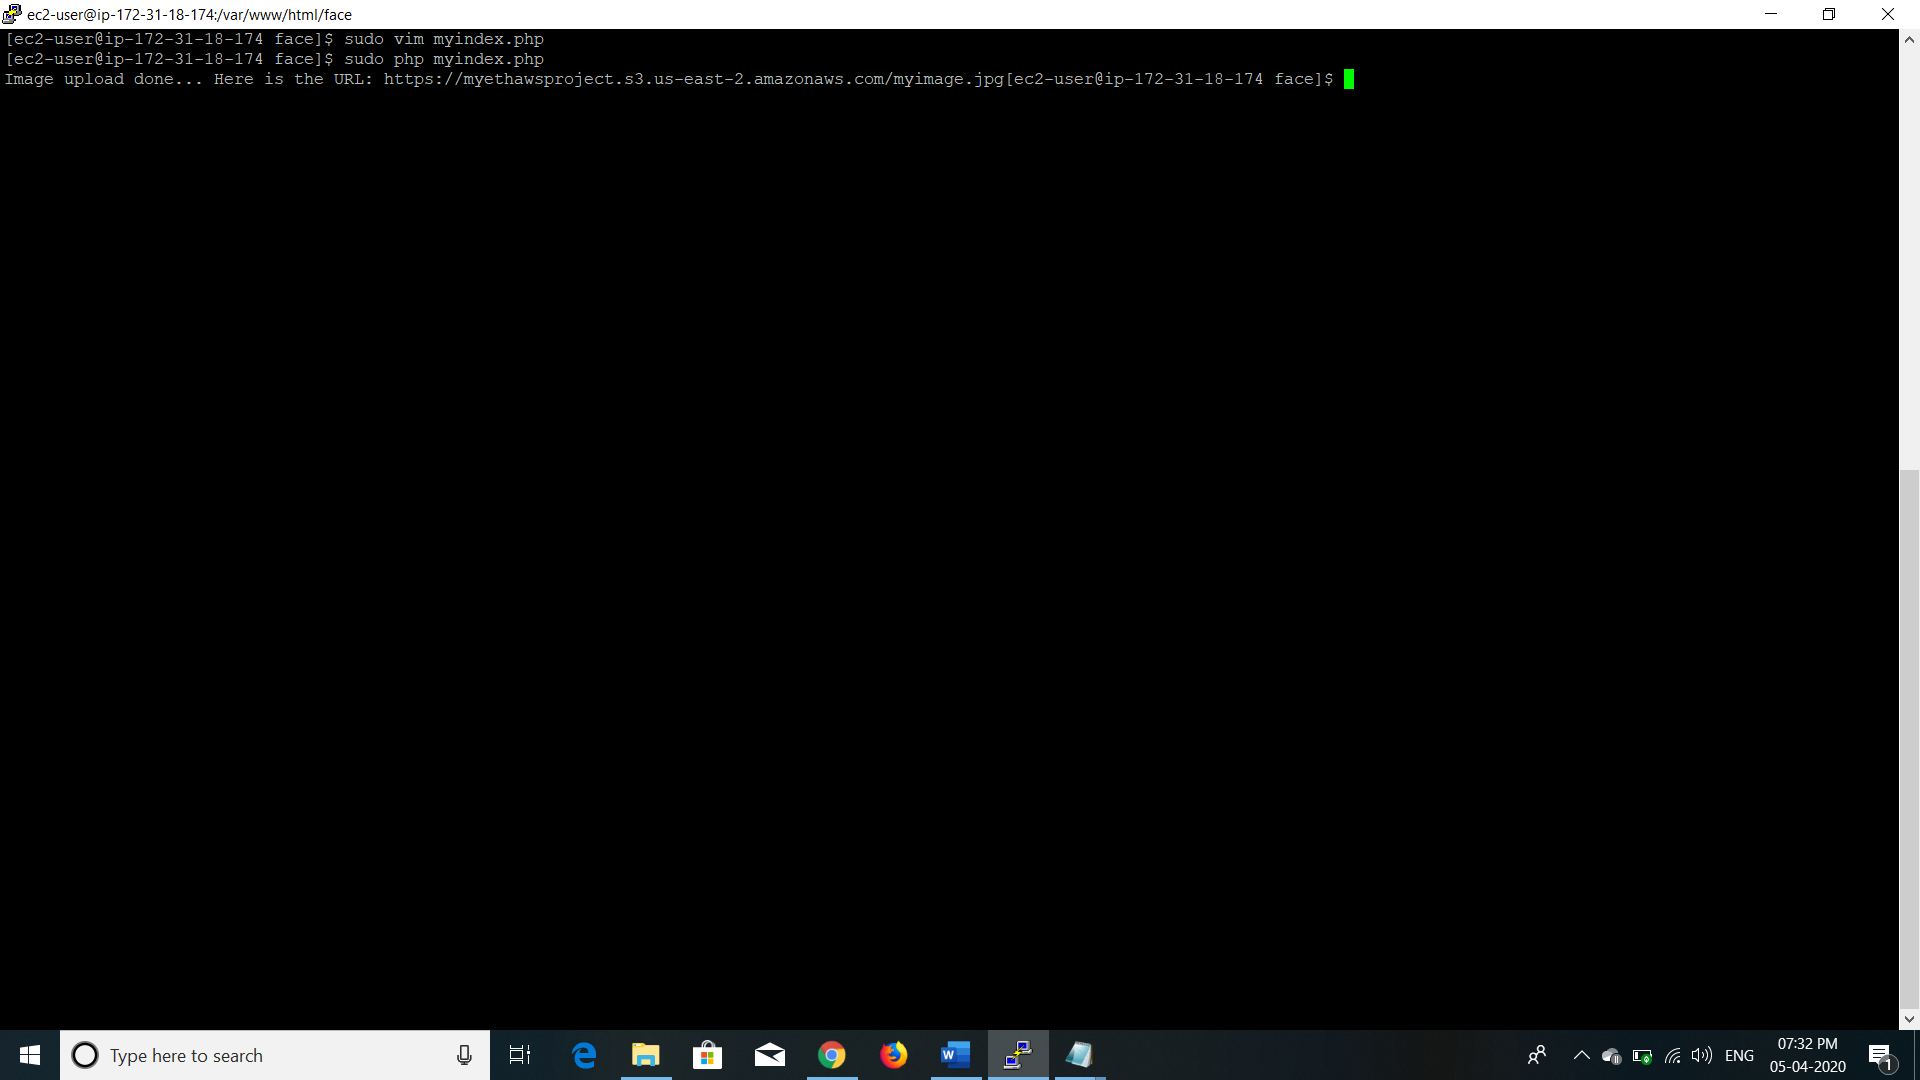 ec2-user@ip-172-31-18-174:/var/www/html/face
[ec2-user@ip-172-31-18-174 face]$ sudo vim myindex.php
[ec2-user@ip-172-31-18-174 face]$ sudo php myindex.php
Image upload done... Here is the URL: https://myethawsproject.s3.us-east-2.amazonaws.com/myimage.jpg[ec2-user@ip-172-31-18-174 face]$
Type here to search
W
ENG
07:32 PM
05-04-2020
1